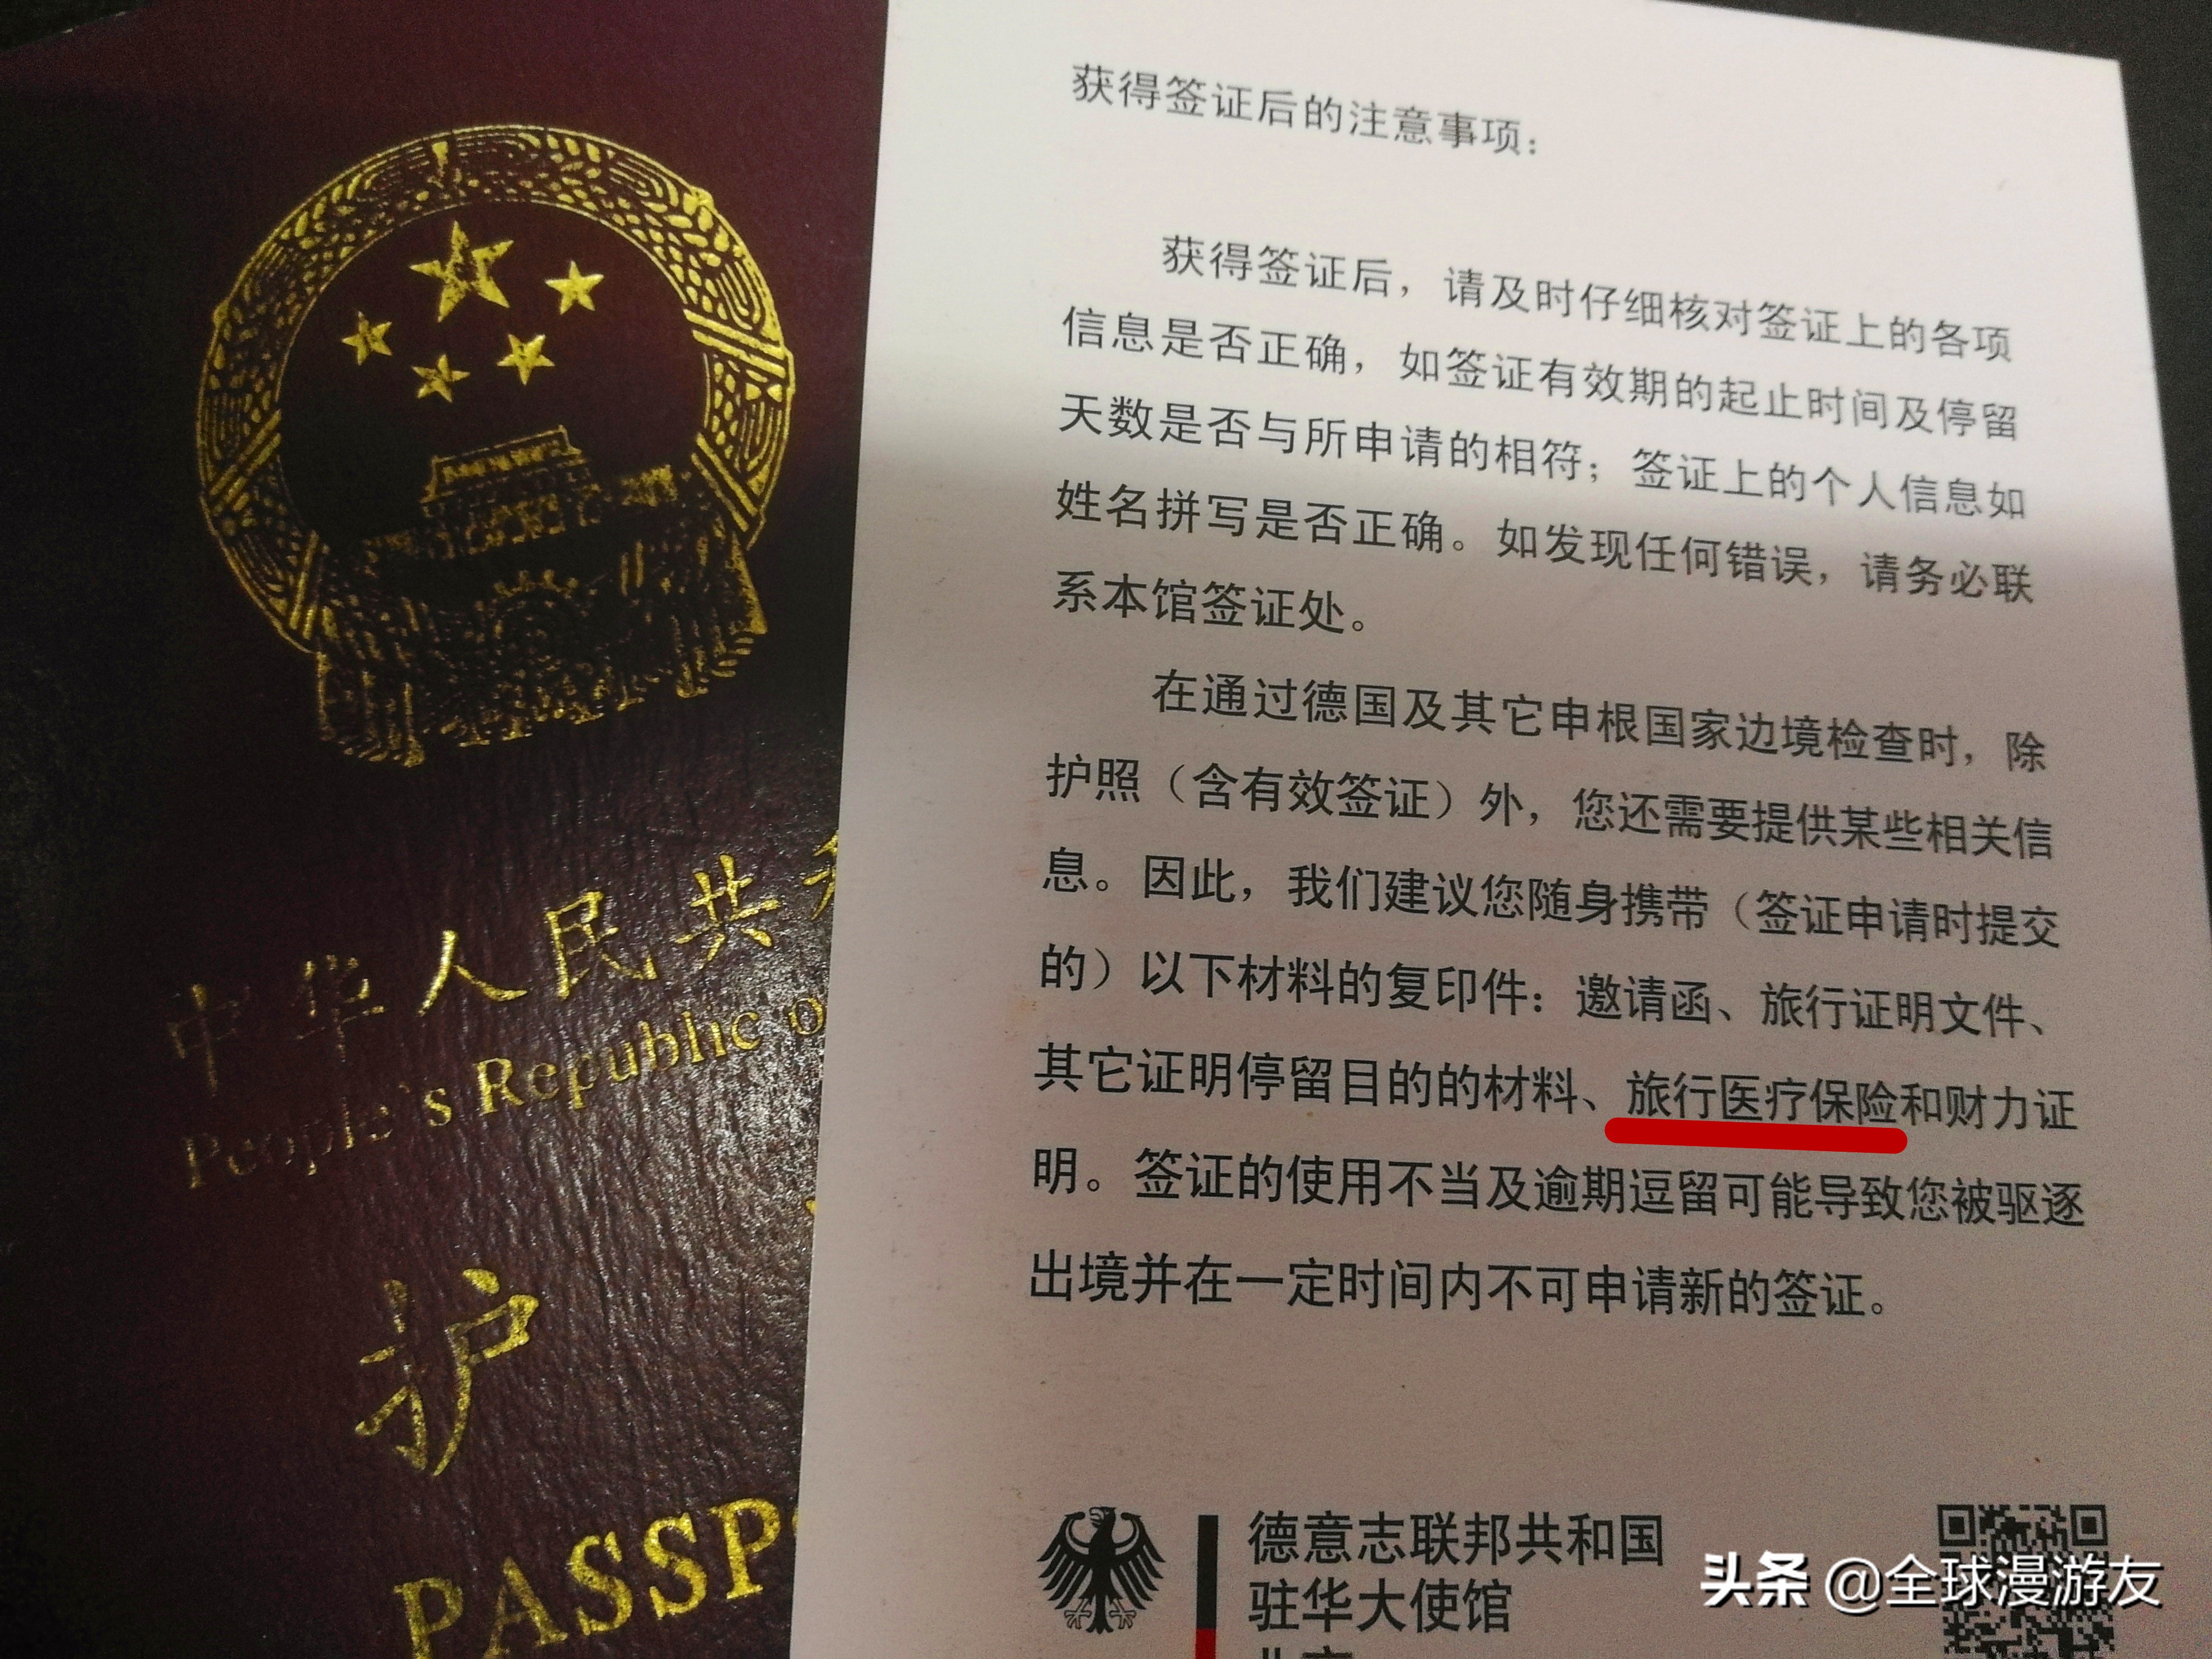 中华人民共
People's Republic o
护
PASSP
获得签证后的注意事项：
获得签证后，请及时仔细核对签证上的各项
信息是否正确，如签证有效期的起止时间及停留
天数是否与所申请的相符；签证上的个人信息如
姓名拼写是否正确。如发现任何错误，请务必联
系本馆签证处。
在通过德国及其它申根国家边境检查时，除
护照（含有效签证）外，您还需要提供某些相关信
息。因此，我们建议您随身携带（签证申请时提交
的）以下材料的复印件：邀请函、旅行证明文件、
其它证明停留目的的材料、旅行医疗保险和财力证
明。签证的使用不当及逾期逗留可能导致您被驱逐
出境并在一定时间内不可申请新的签证。
德意志联邦共和国
驻华大使馆
头条 @全球漫游友